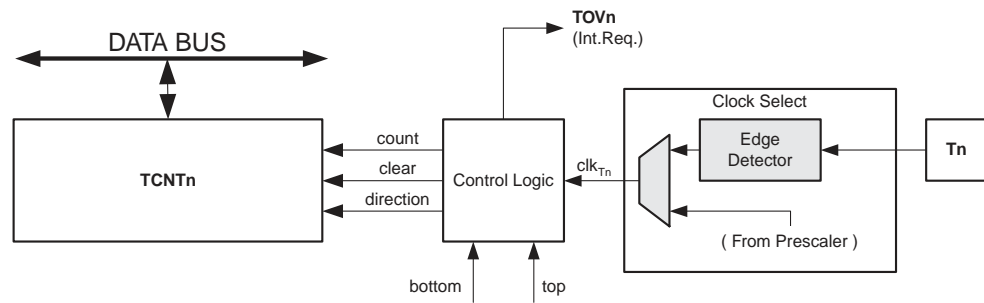 TOVn
(Int.Req.)
DATA BUS
Clock Select
count
Edge
Detector
Tn
TCNTn
clear
Control Logic
clkTn
direction
( From Prescaler )
bottom
top